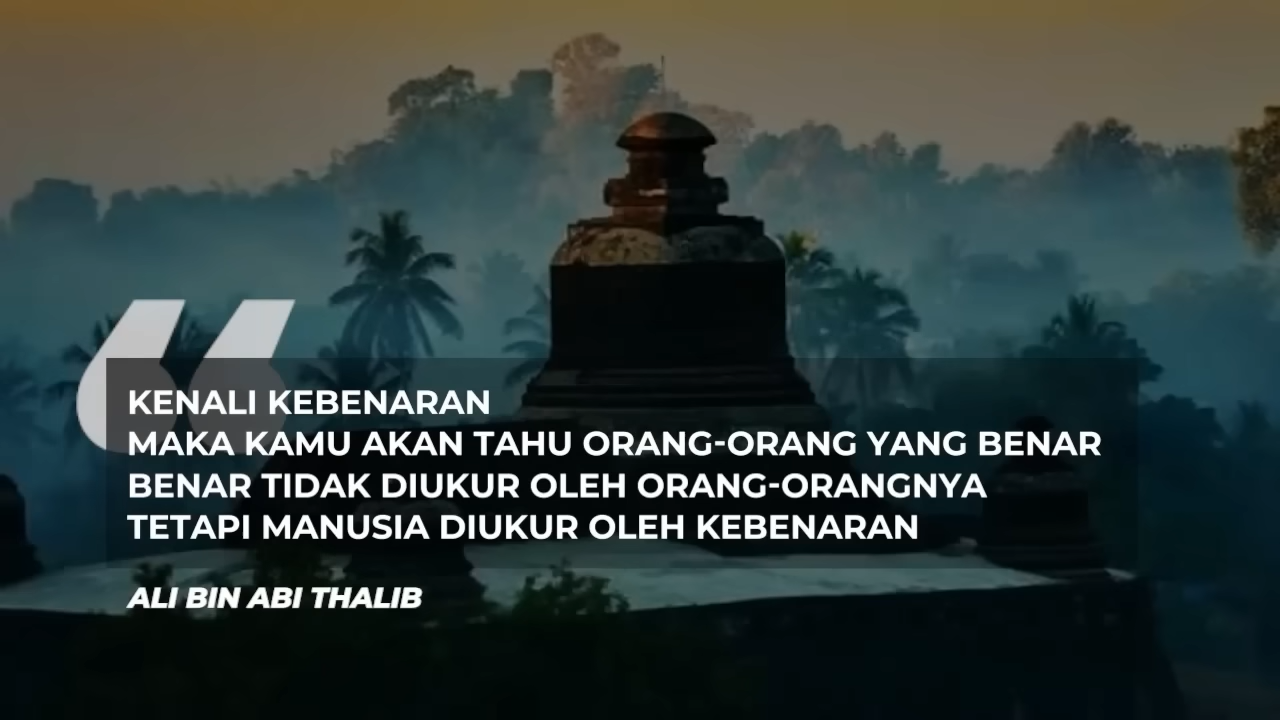 KENALI KEBENARAN
MAKA KAMU AKAN TAHU ORANG-ORANG YANG BENAR
BENAR TIDAK DIUKUR OLEH ORANG-ORANGNYA
TETAPI MANUSIA DIUKUR OLEH KEBENARAN
ALI BIN ABI THALIB